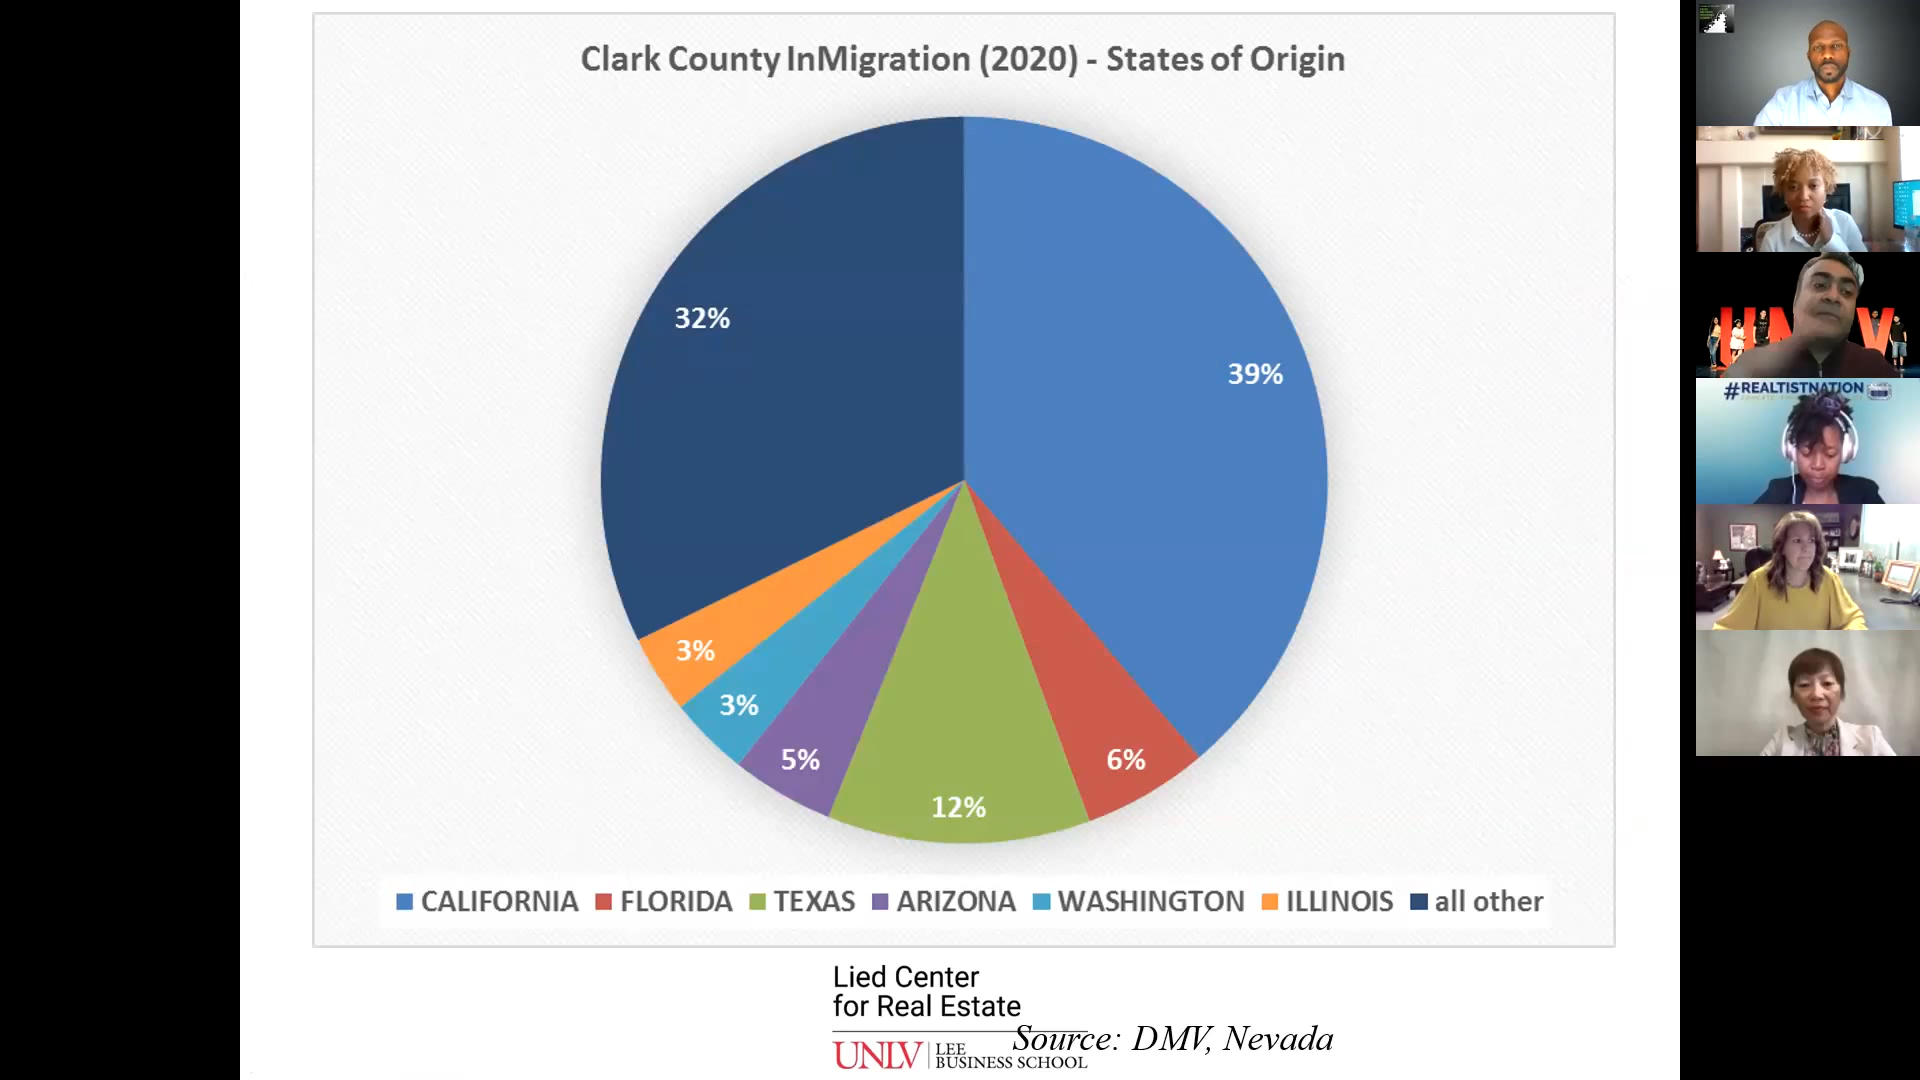 Clark County InMigration (2020) - States of Origin
32%
39%
3%
3%
5%
12%
6%
CALIFORNIA FLORIDA TEXAS ARIZONA WASHINGTON ILLINOIS all other
Lied Center
for Real Estate
Source: DMV, Nevada
UNLV LEE
BUSINESS SCHOOL
#REALTISTNATION